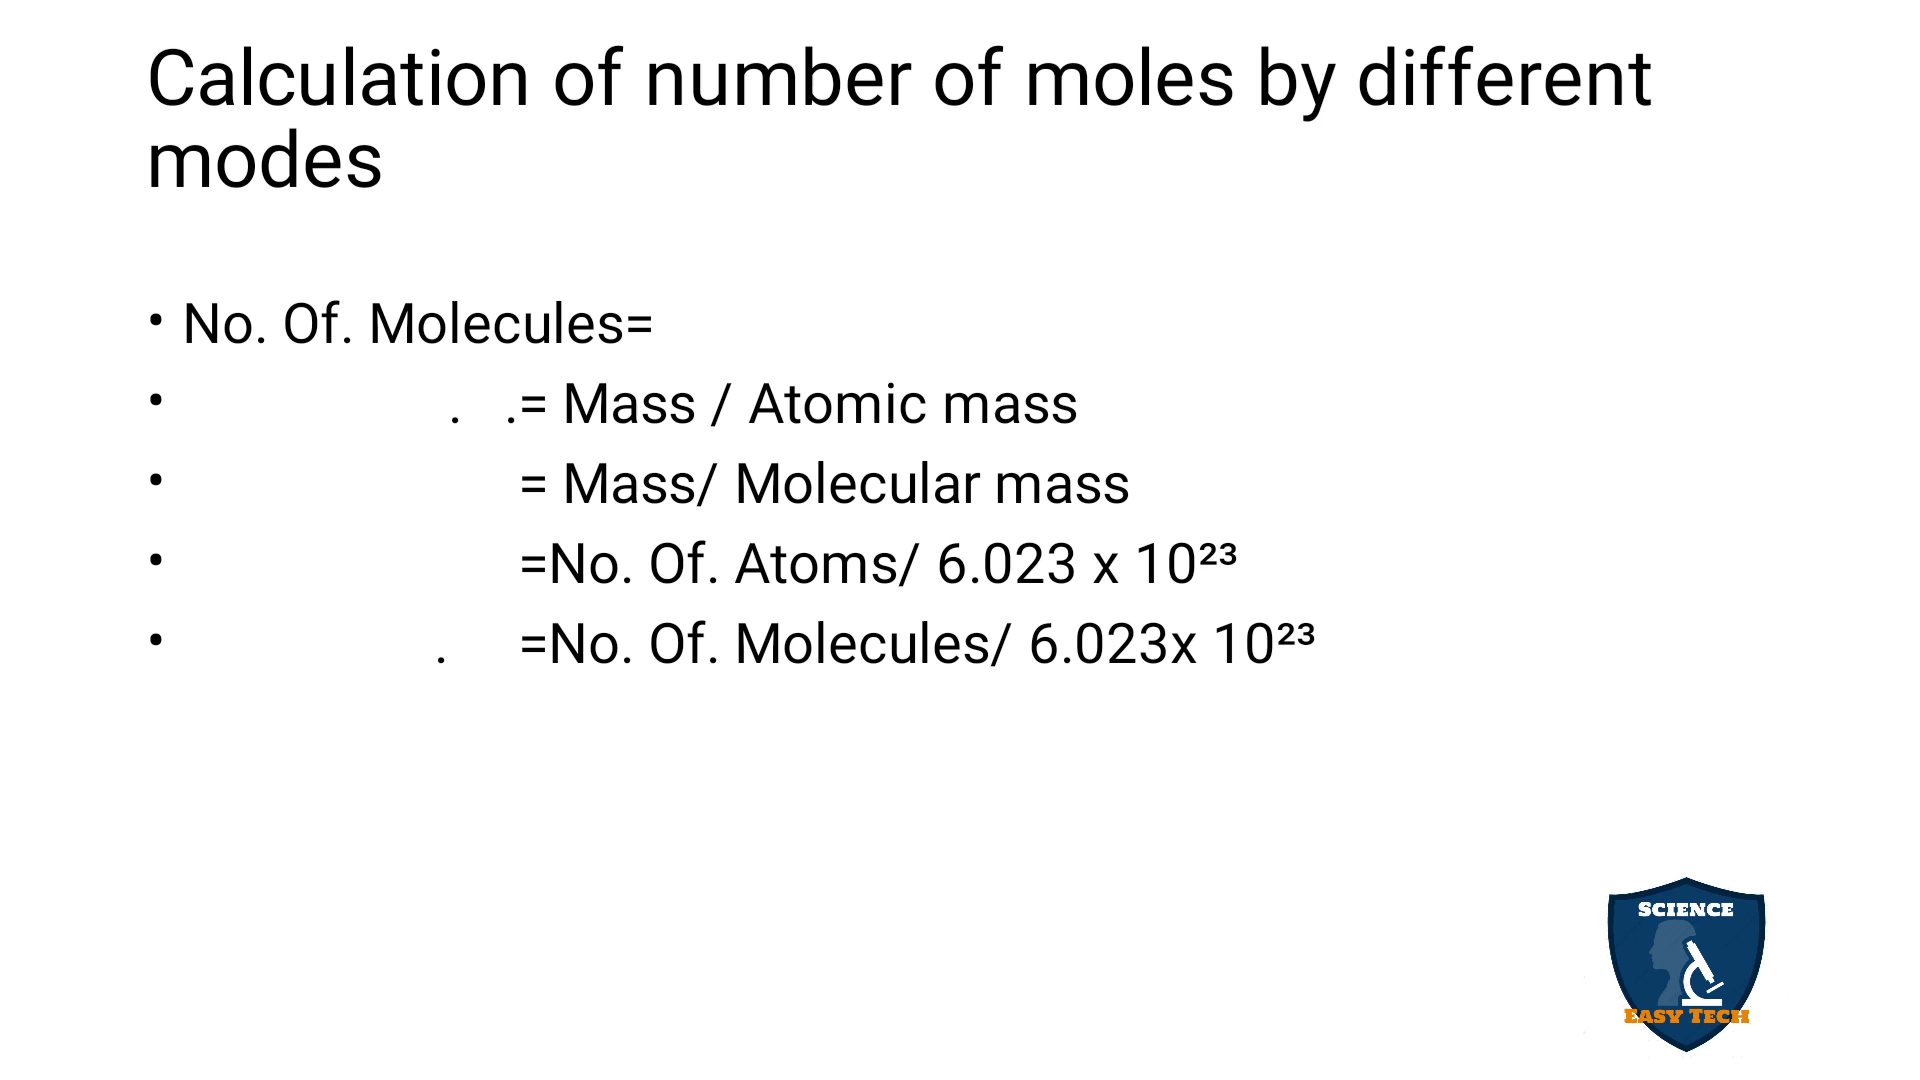 Calculation of number of moles by different
modes
• No. Of. Molecules=
• . .= Mass / Atomic mass
• = Mass/ Molecular mass
• =No. Of. Atoms/ 6.023 x 10²³
• . =No. Of. Molecules/ 6.023x 10²³
SCIENCE
EASY TECH